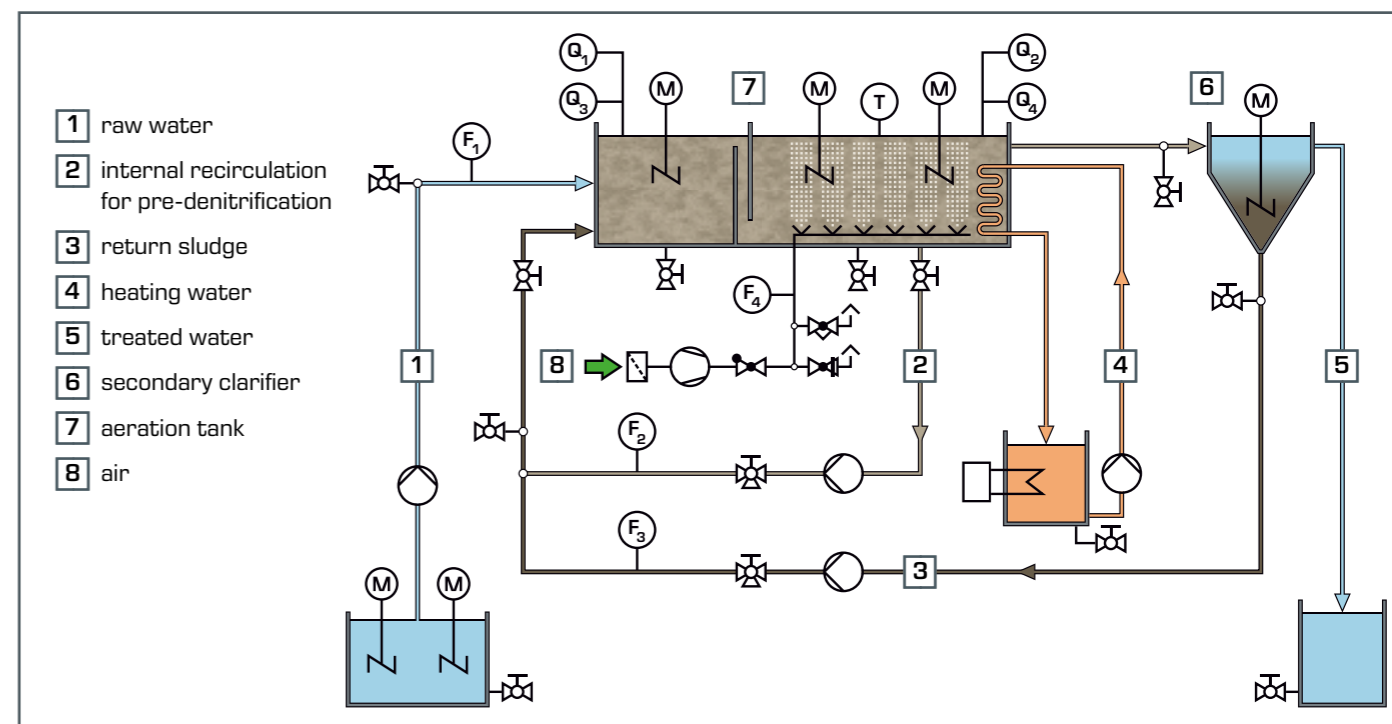 1 raw water
2 internal recirculation
for pre-denitrification
3 return sludge
4 heating water
5 treated water
6 secondary clarifier
7 aeration tank
8 air
Q1
Q3
M
7
M
T
M
Q2
Q4
6
M
F1
F4
8
1
2
4
5
F2
F3
3
M
M